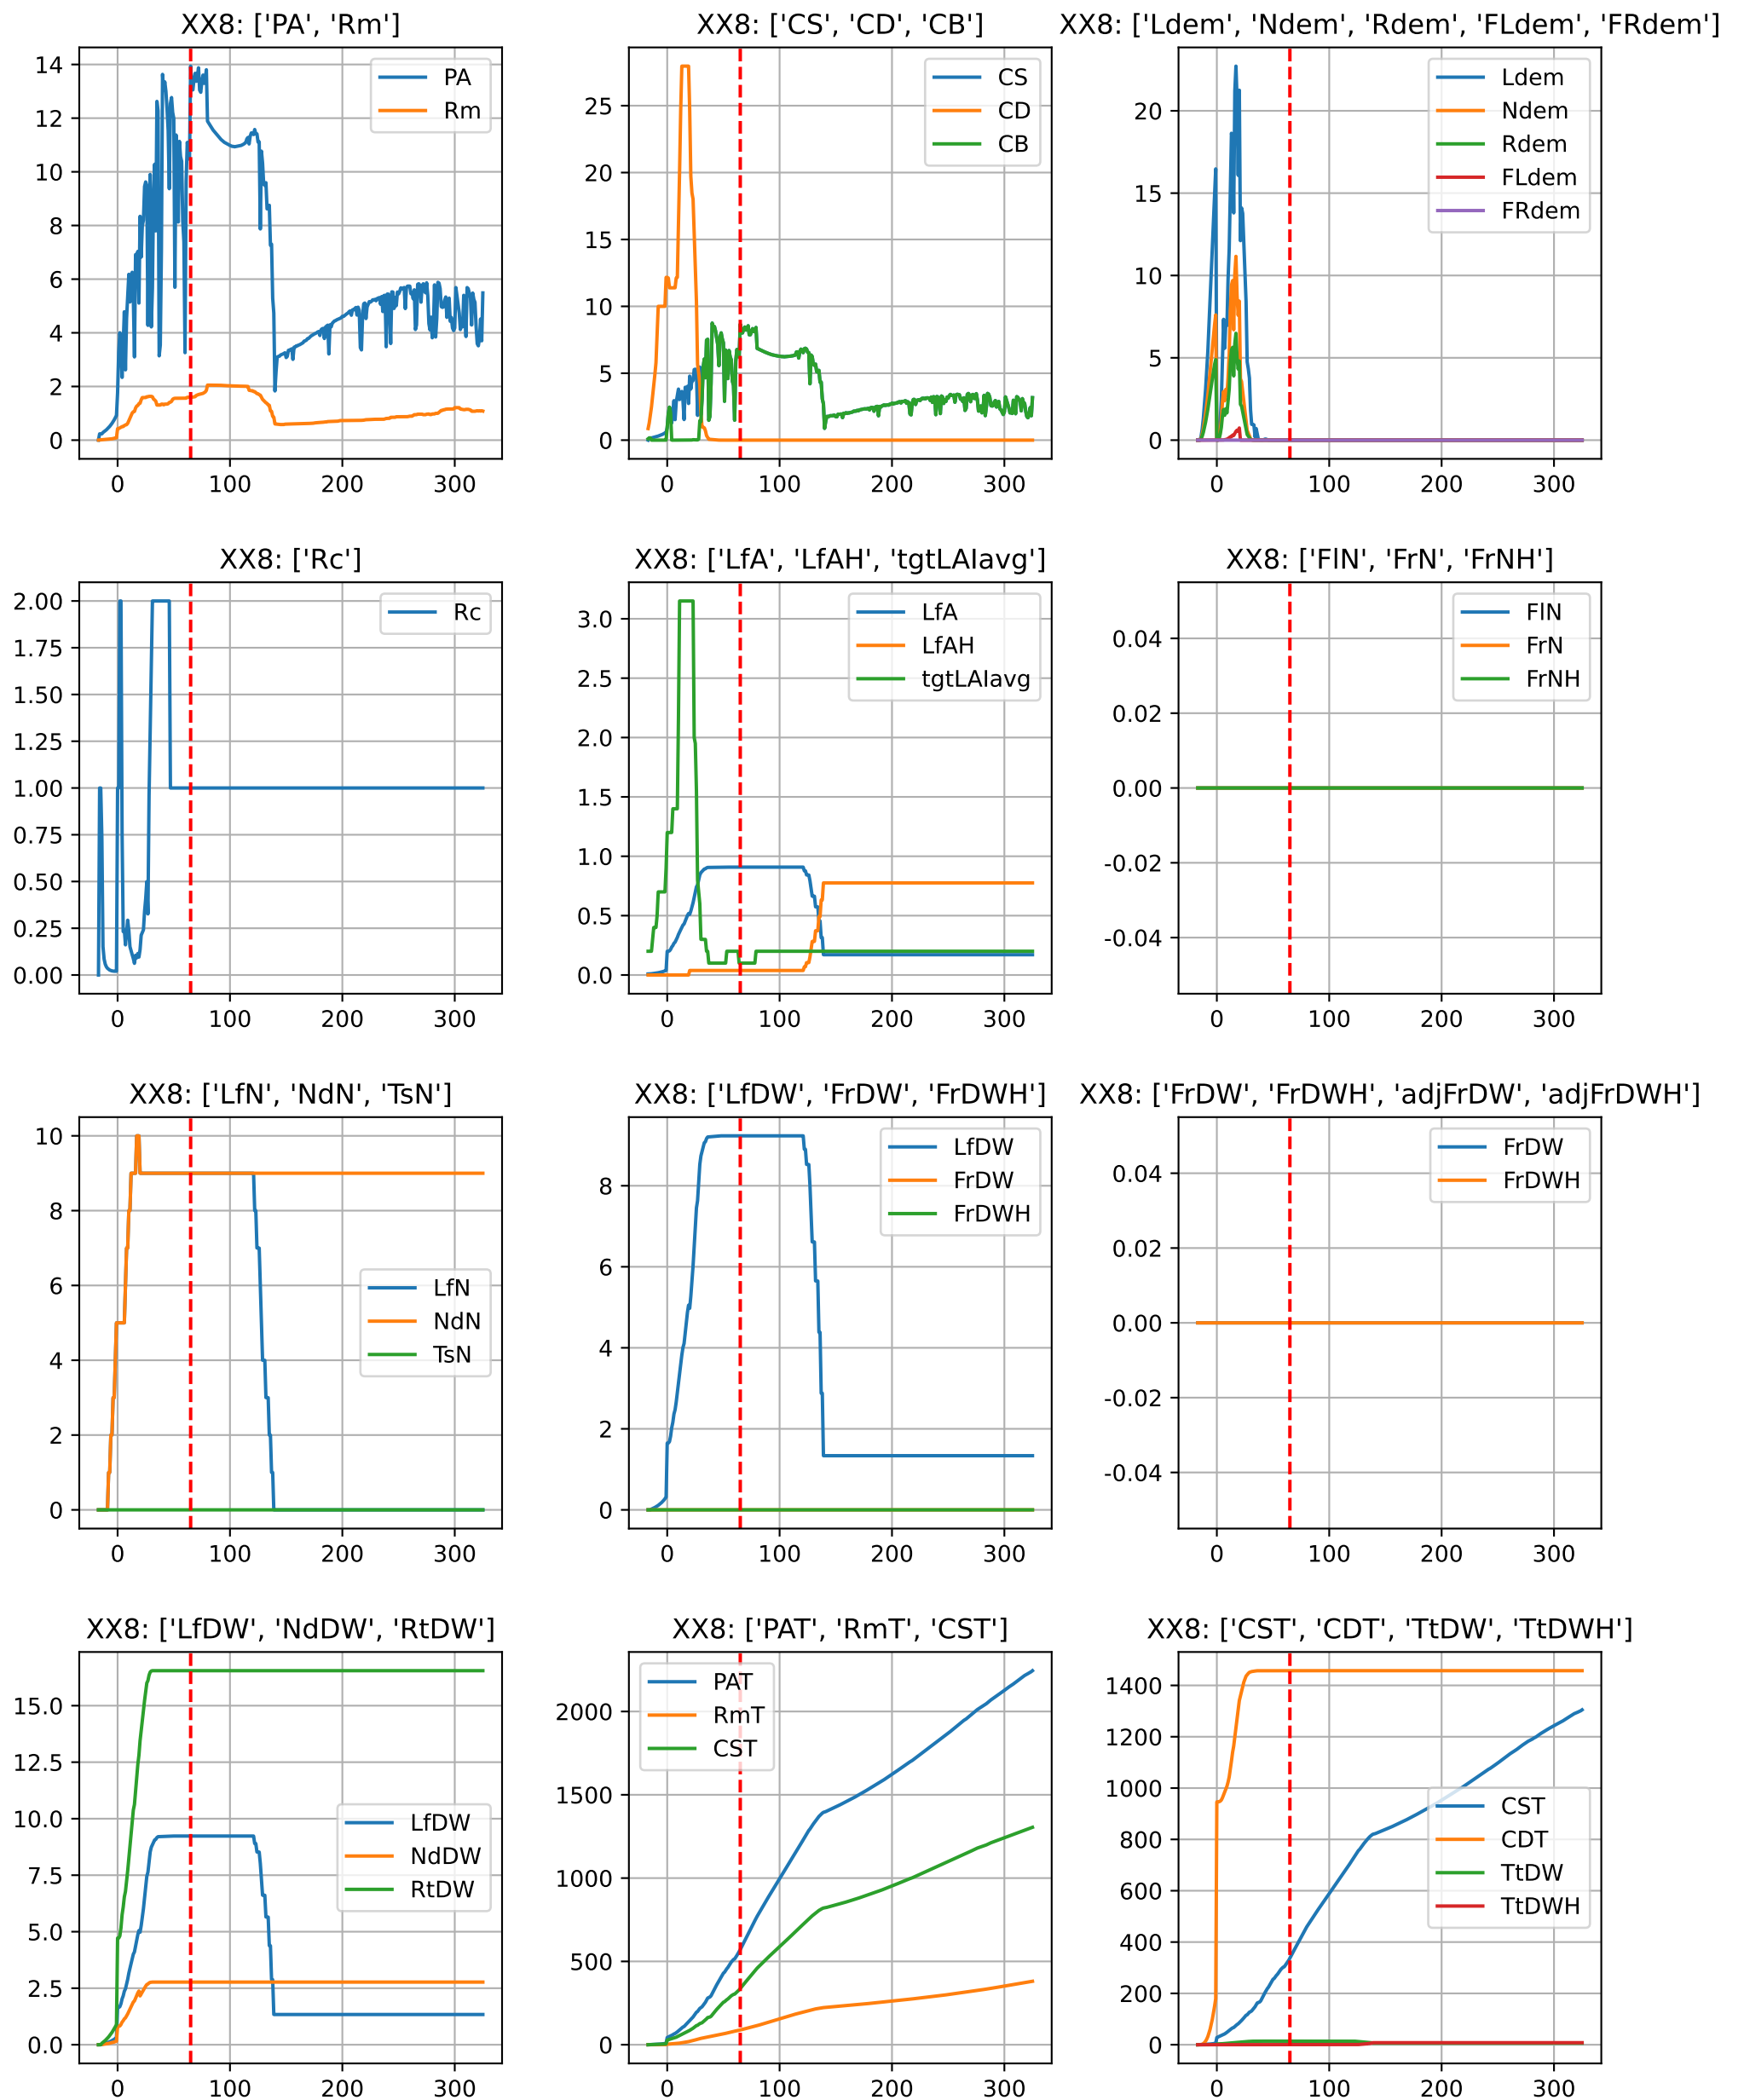 XX8: ['PA', 'Rm']
14
12
10
8
6
4
2
0
0 100 200 300
PA
Rm
XX8: ['CS', 'CD', 'CB']
25
20
15
10
5
0
0 100 200 300
CS
CD
CB
XX8: ['Ldem', 'Ndem', 'Rdem', 'FLdem', 'FRdem']
20
15
10
5
0
0 100 200 300
Ldem
Ndem
Rdem
FLdem
FRdem
XX8: ['Rc']
2.00
1.75
1.50
1.25
1.00
0.75
0.50
0.25
0.00
0 100 200 300
Rc
XX8: ['LfA', 'LfAH', 'tgtLAIavg']
3.0
2.5
2.0
1.5
1.0
0.5
0.0
0 100 200 300
LfA
LfAH
tgtLAIavg
XX8: ['FlN', 'FrN', 'FrNH']
0.04
0.02
0.00
-0.02
-0.04
0 100 200 300
FlN
FrN
FrNH
XX8: ['LfN', 'NdN', 'TsN']
10
8
6
4
2
0
0 100 200 300
LfN
NdN
TsN
XX8: ['LfDW', 'FrDW', 'FrDWH']
8
6
4
2
0
0 100 200 300
LfDW
FrDW
FrDWH
XX8: ['FrDW', 'FrDWH', 'adjFrDW', 'adjFrDWH']
0.04
0.02
0.00
-0.02
-0.04
0 100 200 300
FrDW
FrDWH
XX8: ['LfDW', 'NdDW', 'RtDW']
15.0
12.5
10.0
7.5
5.0
2.5
0.0
0 100 200 300
LfDW
NdDW
RtDW
XX8: ['PAT', 'RmT', 'CST']
2000
1500
1000
500
0
0 100 200 300
PAT
RmT
CST
XX8: ['CST', 'CDT', 'TtDW', 'TtDWH']
1400
1200
1000
800
600
400
200
0
0 100 200 300
CST
CDT
TtDW
TtDWH